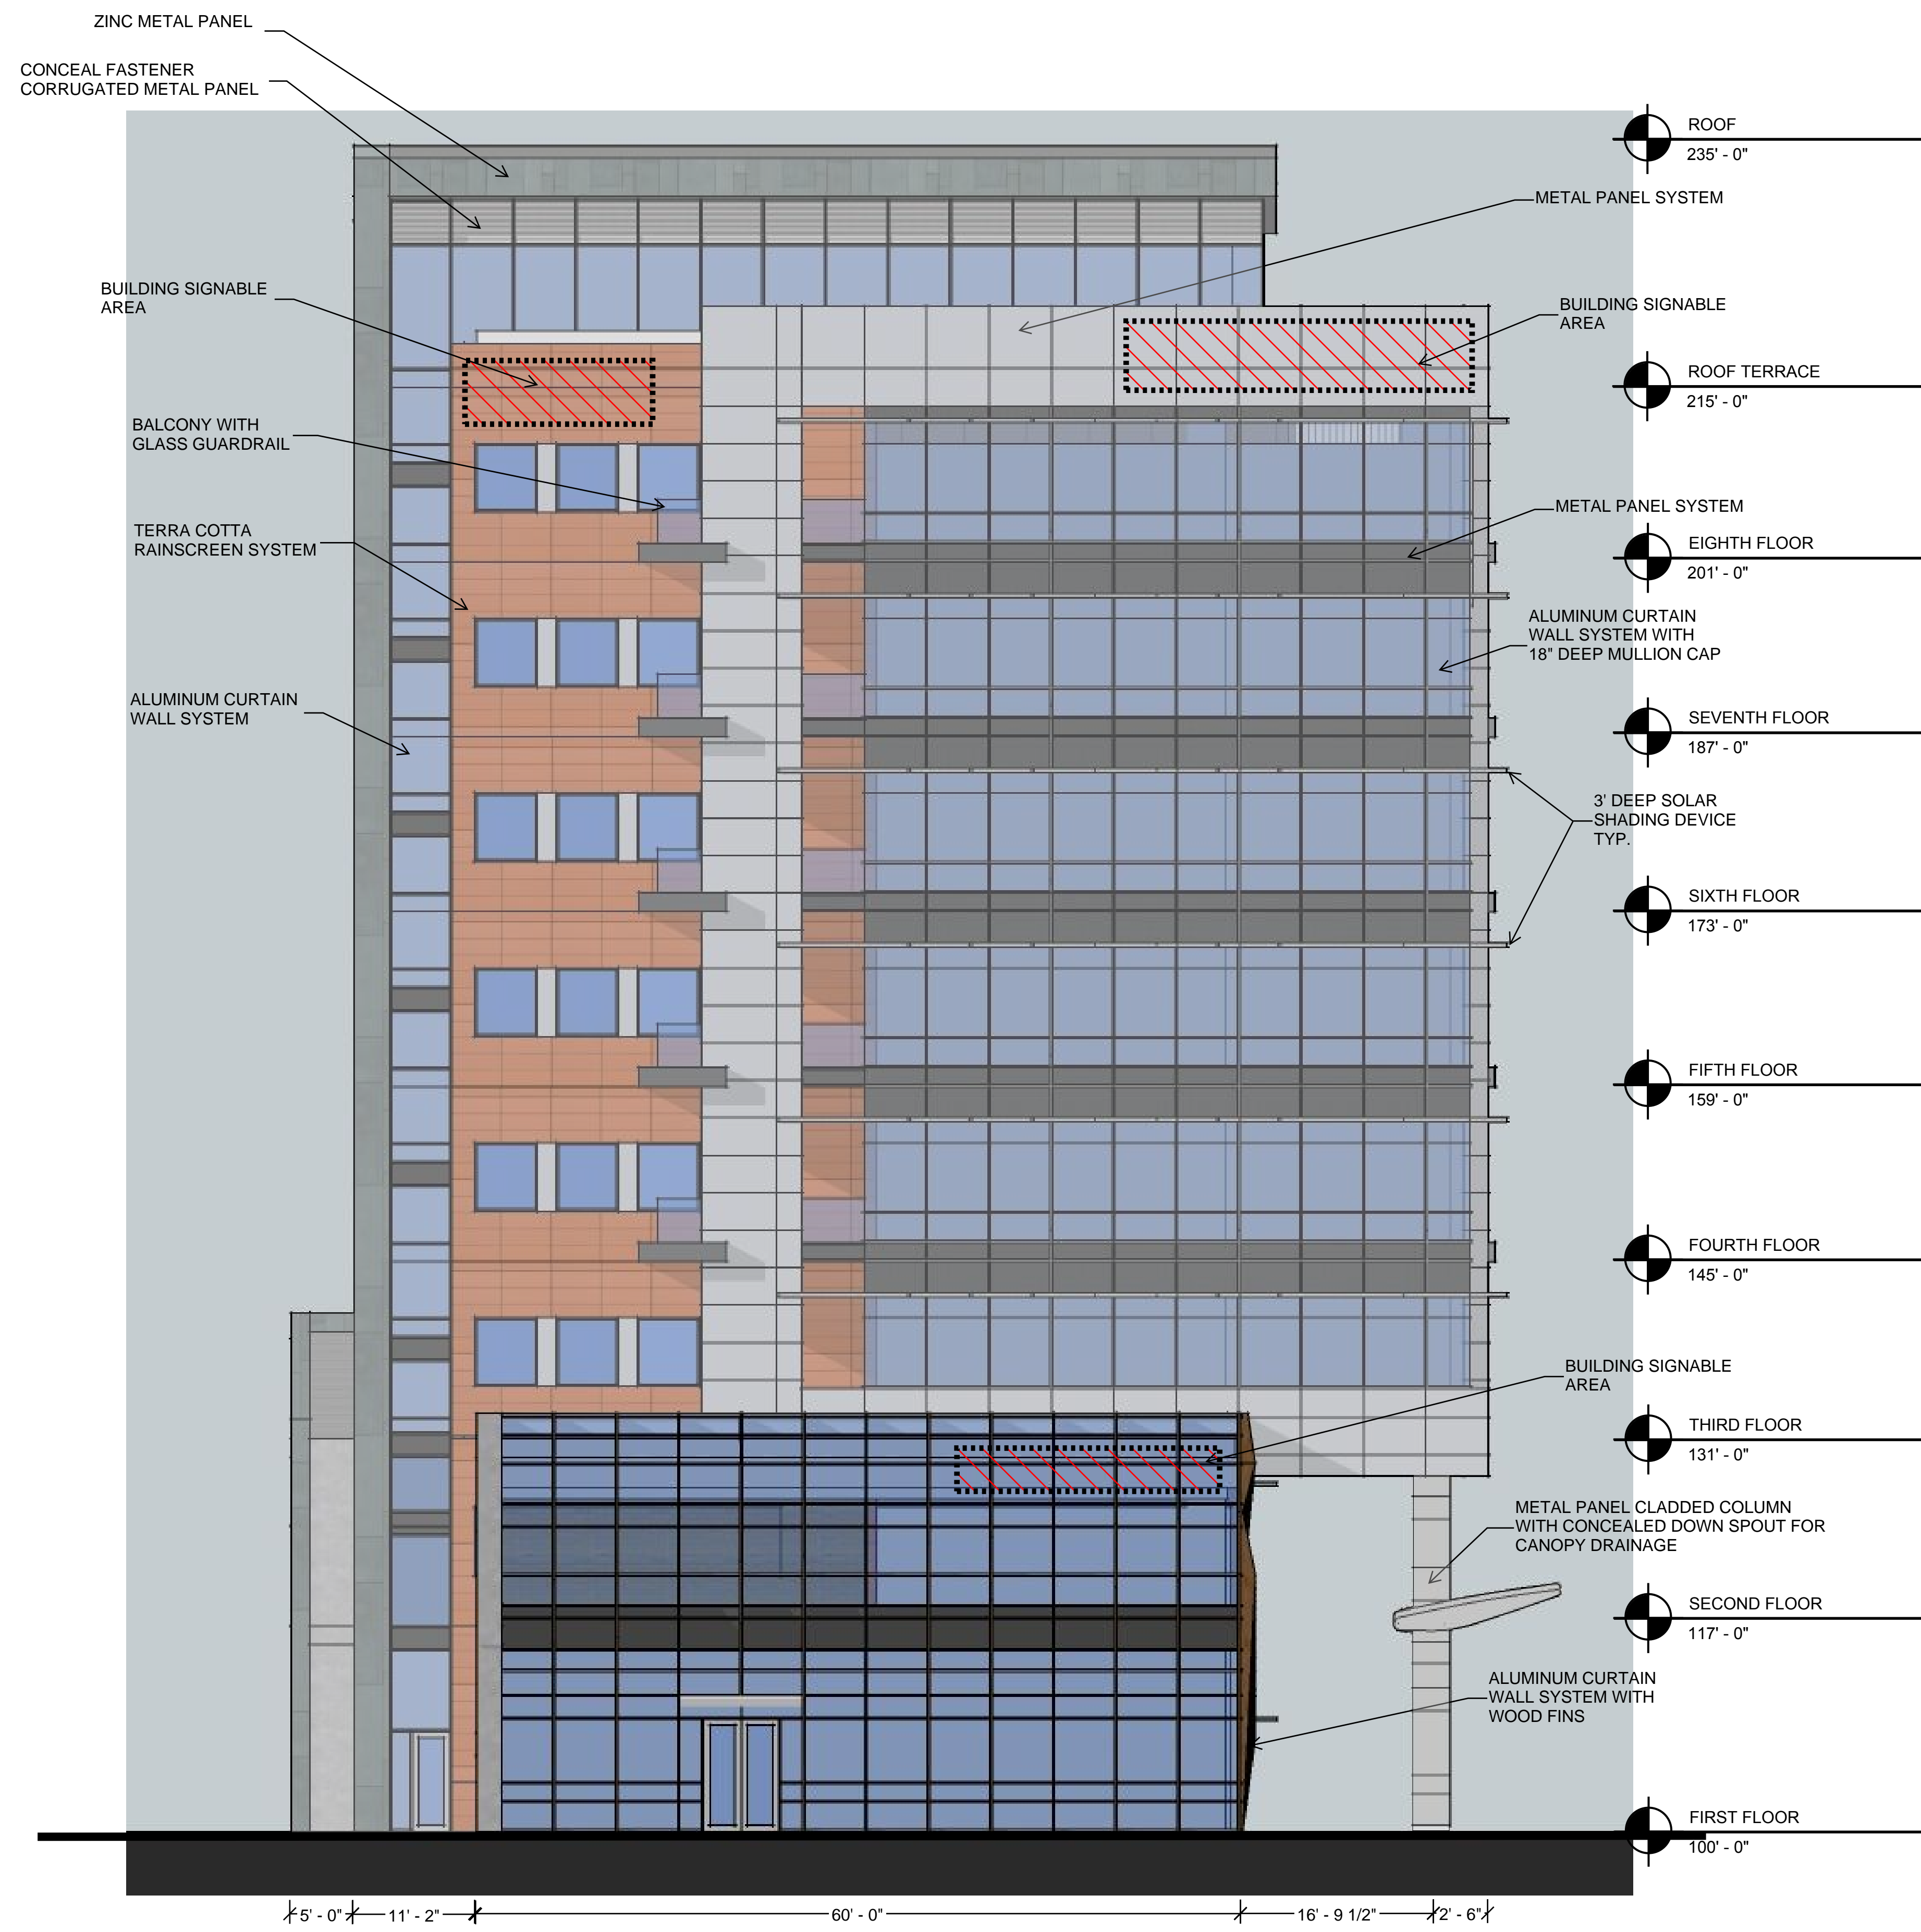 ZINC METAL PANEL
CONCEAL FASTENER
CORRUGATED METAL PANEL
BUILDING SIGNABLE
AREA
BALCONY WITH
GLASS GUARDRAIL
TERRA COTTA
RAINSCREEN SYSTEM
ALUMINUM CURTAIN
WALL SYSTEM
ROOF
235' - 0"
METAL PANEL SYSTEM
BUILDING SIGNABLE
AREA
ROOF TERRACE
215' - 0"
METAL PANEL SYSTEM
EIGHTH FLOOR
201' - 0"
ALUMINUM CURTAIN
WALL SYSTEM WITH
18" DEEP MULLION CAP
SEVENTH FLOOR
187' - 0"
3' DEEP SOLAR
SHADING DEVICE
TYP.
SIXTH FLOOR
173' - 0"
FIFTH FLOOR
159' - 0"
FOURTH FLOOR
145' - 0"
BUILDING SIGNABLE
AREA
THIRD FLOOR
131' - 0"
METAL PANEL CLADDED COLUMN
WITH CONCEALED DOWN SPOUT FOR
CANOPY DRAINAGE
SECOND FLOOR
117' - 0"
ALUMINUM CURTAIN
WALL SYSTEM WITH
WOOD FINS
FIRST FLOOR
100' - 0"
5' - 0" 11' - 2" 60' - 0" 16' - 9 1/2" 2' - 6"